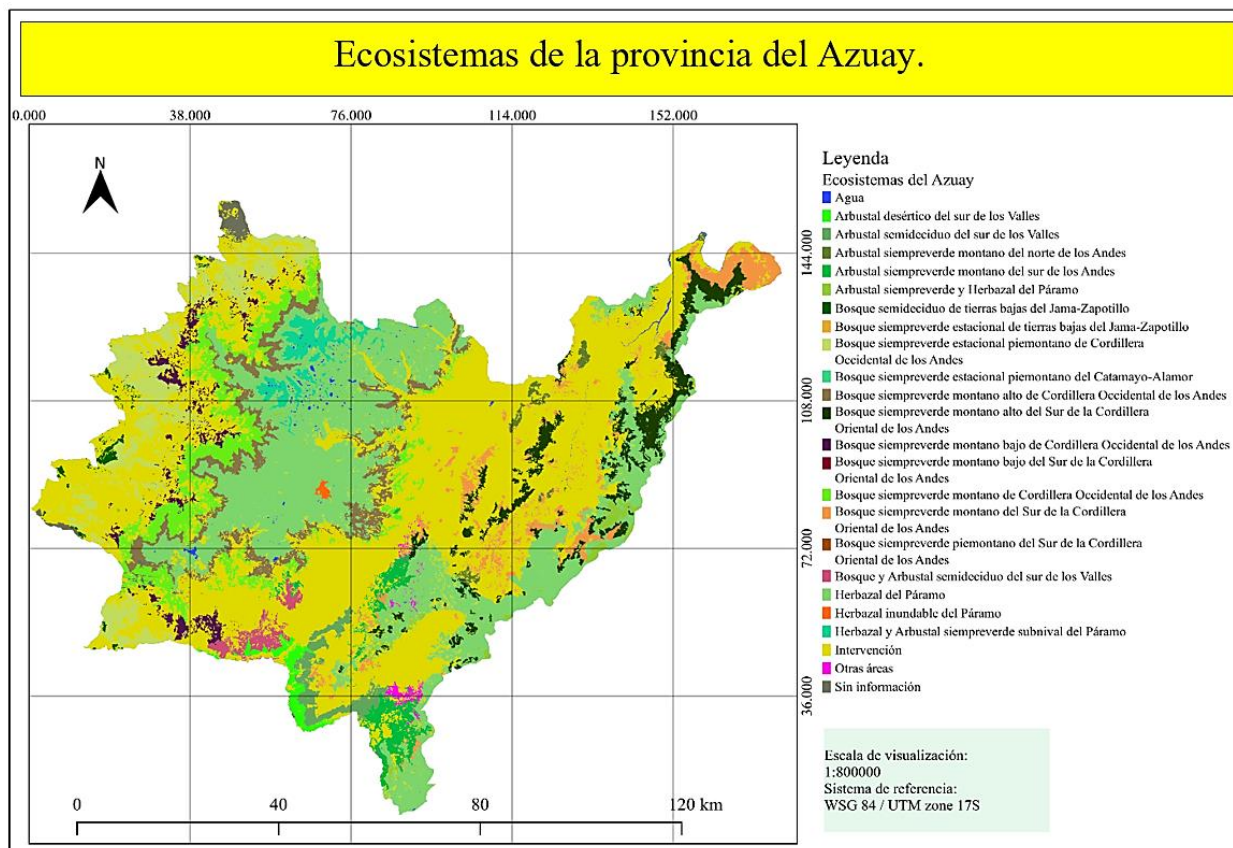 Ecosistemas de la provincia del Azuay.
0.000
38.000
76.000
114.000
152.000
N
144.000
108.000
72.000
36.000
Leyenda
Ecosistemas del Azuay
Agua
Arbustal desértico del sur de los Valles
Arbustal semideciduo del sur de los Valles
Arbustal siempreverde montano del norte de los Andes
Arbustal siempreverde montano del sur de los Andes
Arbustal siempreverde y Herbazal del Páramo
Bosque semideciduo de tierras bajas del Jama-Zapotillo
Bosque siempreverde estacional de tierras bajas del Jama-Zapotillo
Bosque siempreverde estacional piemontano de Cordillera
Occidental de los Andes
Bosque siempreverde estacional piemontano del Catamayo-Alamor
Bosque siempreverde montano alto de Cordillera Occidental de los Andes
Bosque siempreverde montano alto del Sur de la Cordillera
Oriental de los Andes
Bosque siempreverde montano bajo de Cordillera Occidental de los Andes
Bosque siempreverde montano bajo del Sur de la Cordillera
Oriental de los Andes
Bosque siempreverde montano de Cordillera Occidental de los Andes
Bosque siempreverde montano del Sur de la Cordillera
Oriental de los Andes
Bosque siempreverde piemontano del Sur de la Cordillera
Oriental de los Andes
Bosque y Arbustal semideciduo del sur de los Valles
Herbazal del Páramo
Herbazal inundable del Páramo
Herbazal y Arbustal siempreverde subnival del Páramo
Intervención
Otras áreas
Sin información
Escala de visualización:
1:800000
Sistema de referencia:
WSG 84 / UTM zone 17S
0 40 80 120 km